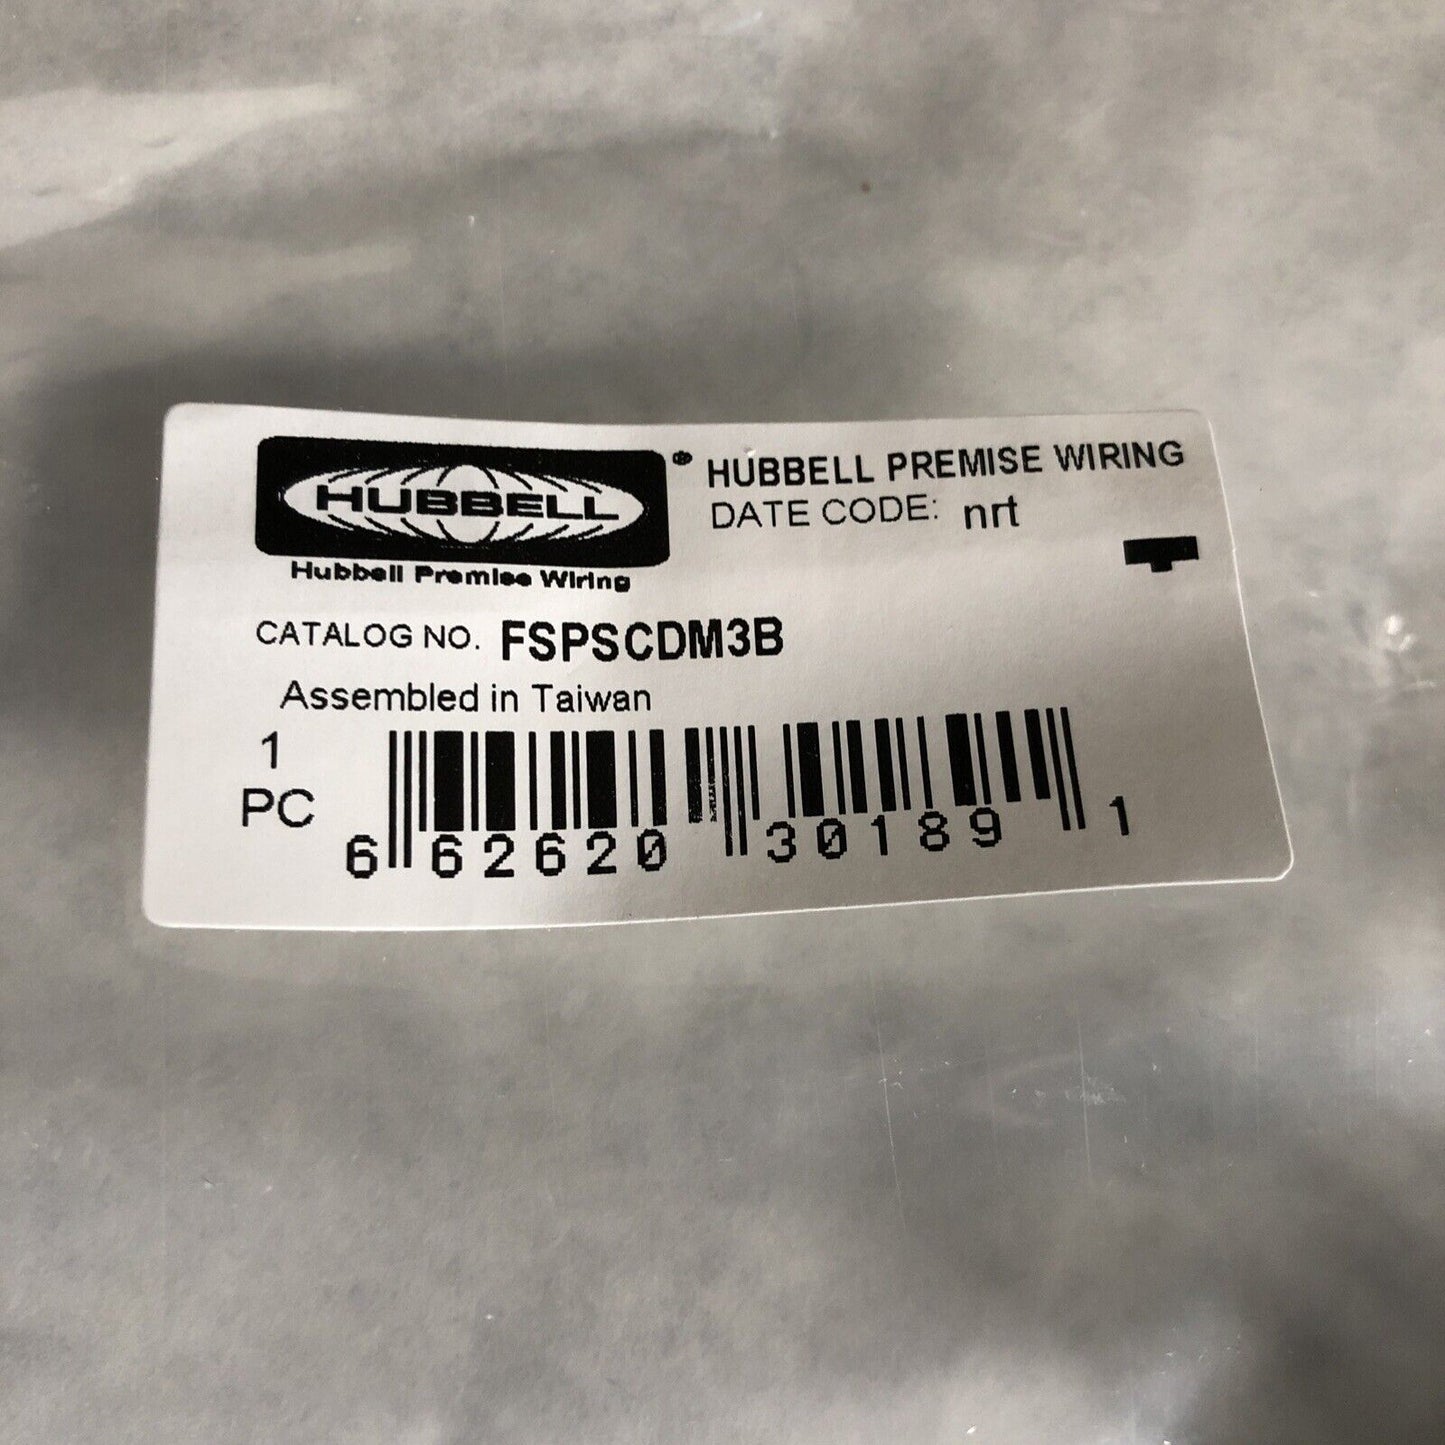 HUBBELL ®
Hubbell Premise Wiring
HUBBELL PREMISE WIRING
DATE CODE: nrt
CATALOG NO. FSPSCDM3B
Assembled in Taiwan
1
PC
6 62620 30189 1